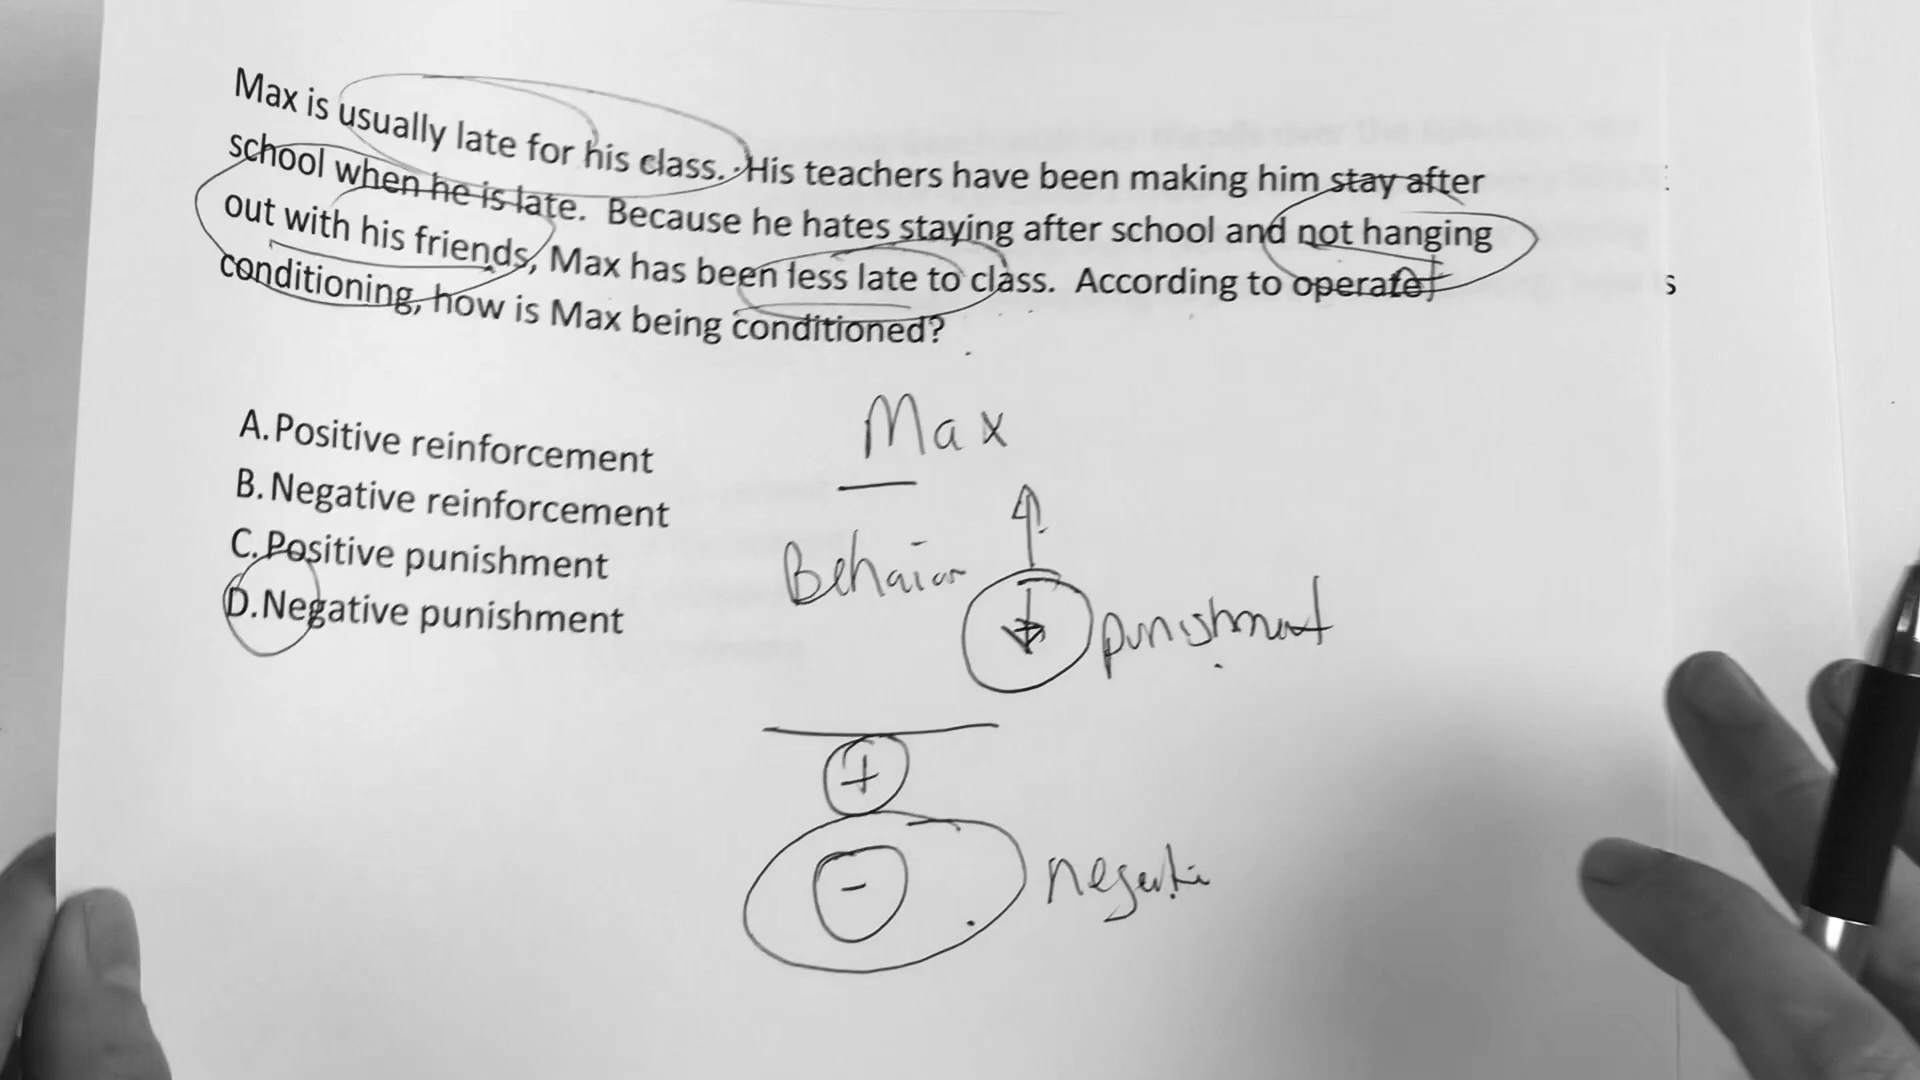 Max is usually late for his class. His teachers have been making him stay after
school when he is late. Because he hates staying after school and not hanging
out with his friends, Max has been less late to class. According to operate
conditioning, how is Max being conditioned?
s
A. Positive reinforcement
B. Negative reinforcement
C. Positive punishment
D. Negative punishment
Max
Behaior
punishment
+
-
negati